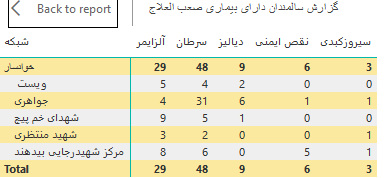 Back to report گزارش سالمندان دارای بیماری صعب العلاج
شبکه آلزایمر سرطان دیالیز نقص ایمنی سیروزکبدی
خوانسار 29 48 9 6 3
ویست 5 4 2 0 0
جواهری 4 31 6 1 1
شهدای خم پیچ 9 5 1 0 0
شهید منتظری 3 2 0 0 1
مرکز شهیدرجایی بیدهند 8 6 0 5 1
Total 29 48 9 6 3